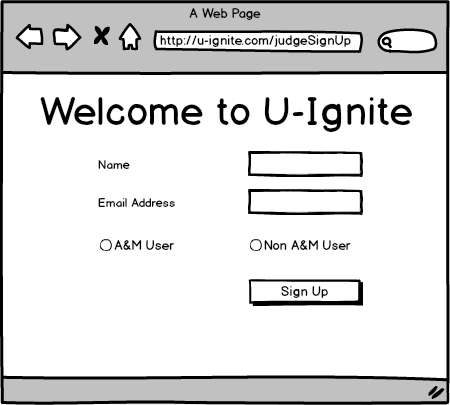 A Web Page
http://u-ignite.com/judgeSignUp
Welcome to U-Ignite
Name
Email Address
A&M User Non A&M User
Sign Up